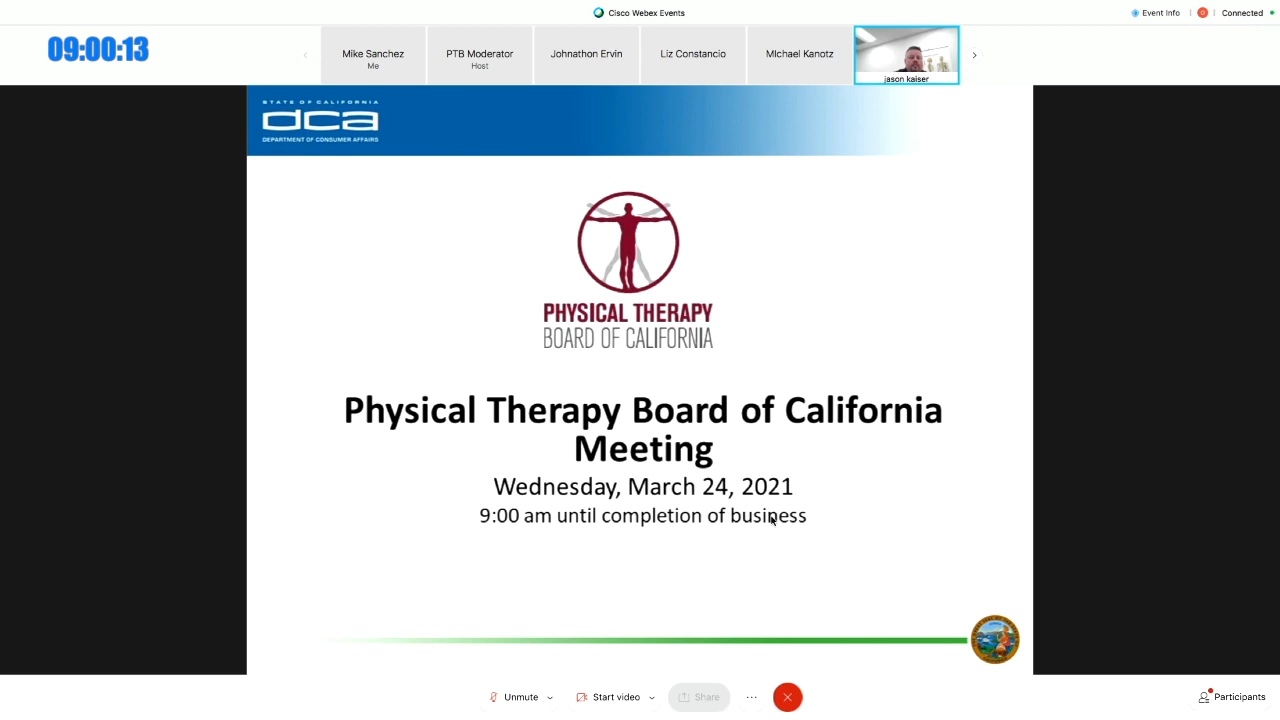 Cisco Webex Events
Event Info
Connected
09:00:13
Mike Sanchez
Me
PTB Moderator
Host
Johnathon Ervin
Liz Constancio
MIchael Kanotz
jason kaiser
STATE OF CALIFORNIA
dca
DEPARTMENT OF CONSUMER AFFAIRS
PHYSICAL THERAPY
BOARD OF CALIFORNIA
Physical Therapy Board of California
Meeting
Wednesday, March 24, 2021
9:00 am until completion of business
Unmute
Start video
Share
Participants